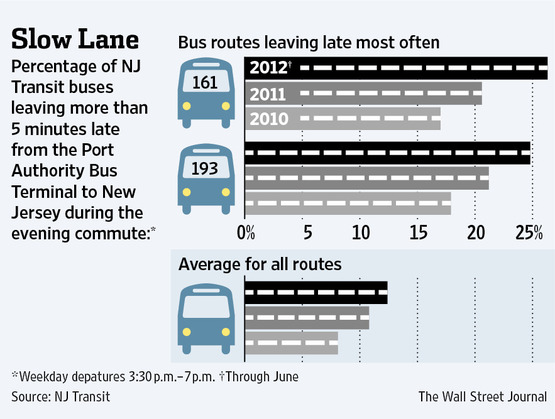 Slow Lane
Percentage of NJ
Transit buses
leaving more than
5 minutes late
from the Port
Authority Bus
Terminal to New
Jersey during the
evening commute:*
Bus routes leaving late most often
161
2012†
2011
2010
193
0% 5 10 15 20 25%
Average for all routes
*Weekday depatures 3:30 p.m.–7 p.m. †Through June
Source: NJ Transit
The Wall Street Journal